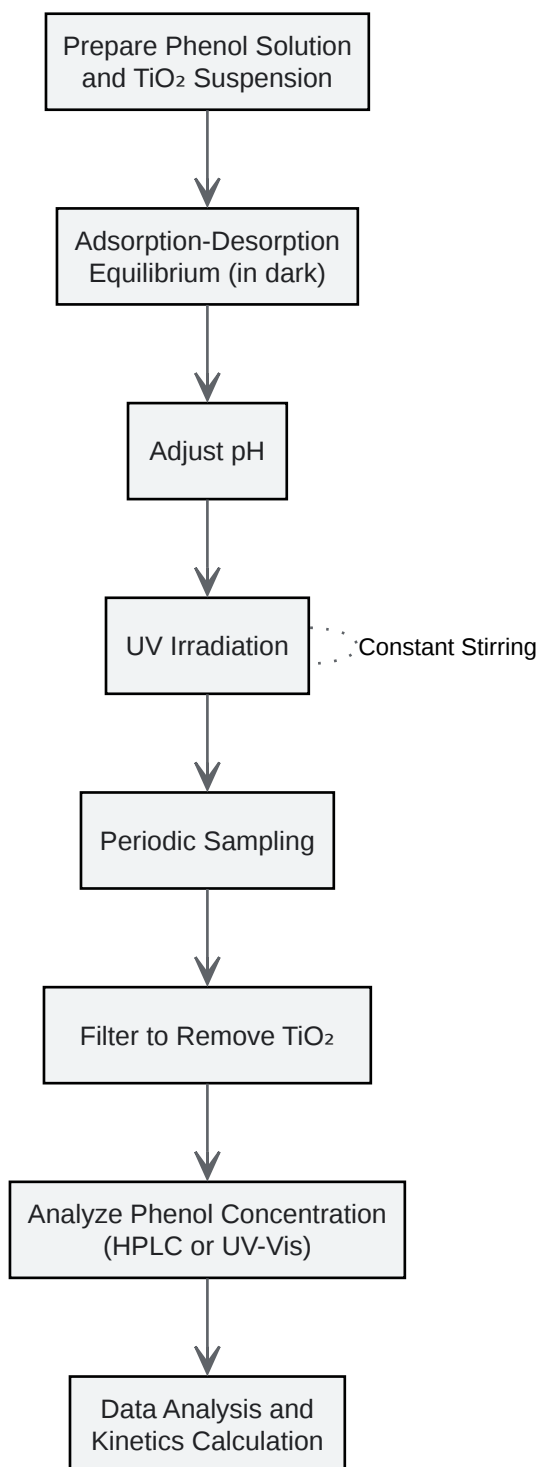 Prepare Phenol Solution
and TiO₂ Suspension
Adsorption-Desorption
Equilibrium (in dark)
Adjust pH
UV Irradiation
Constant Stirring
Periodic Sampling
Filter to Remove TiO₂
Analyze Phenol Concentration
(HPLC or UV-Vis)
Data Analysis and
Kinetics Calculation